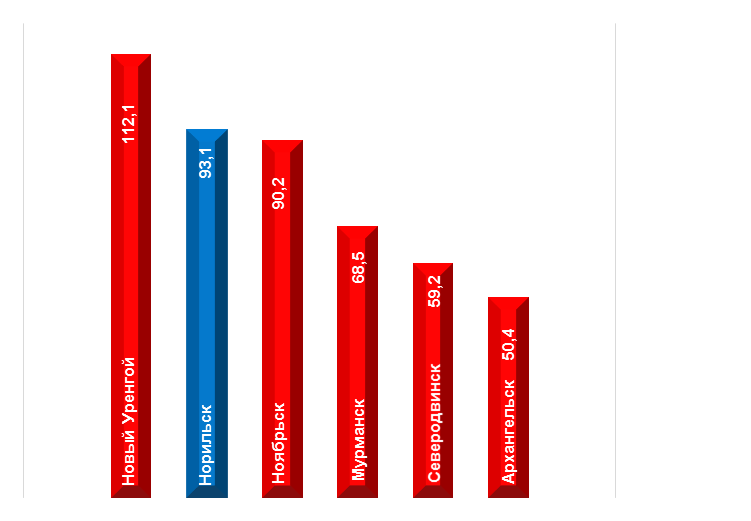 Новый Уренгой 112,1
Норильск 93,1
Ноябрьск 90,2
Мурманск 68,5
Северодвинск 59,2
Архангельск 50,4